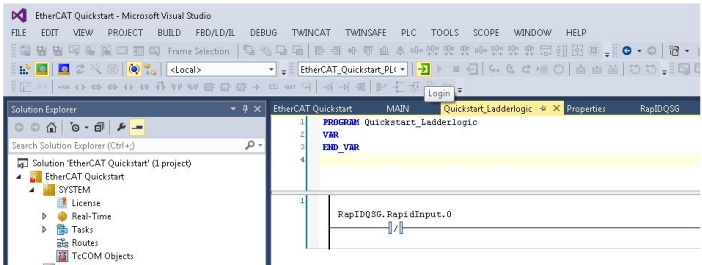 EtherCAT Quickstart - Microsoft Visual Studio
FILE EDIT VIEW PROJECT BUILD FBD/LD/IL DEBUG TWINCAT TWINSAFE PLC TOOLS SCOPE WINDOW HELP
Frame Selection
<Local> EtherCAT_Quickstart_PL(
Login
Solution Explorer
EtherCAT Quickstart MAIN Quickstart_Ladderlogic Properties RapIDQSG
Search Solution Explorer (Ctrl+;)
1 PROGRAM Quickstart_Ladderlogic
2 VAR
3 END_VAR
4
Solution 'EtherCAT Quickstart' (1 project)
EtherCAT Quickstart
SYSTEM
License
Real-Time
Tasks
Routes
TcCOM Objects
1
RapIDQSG.RapidInput.0